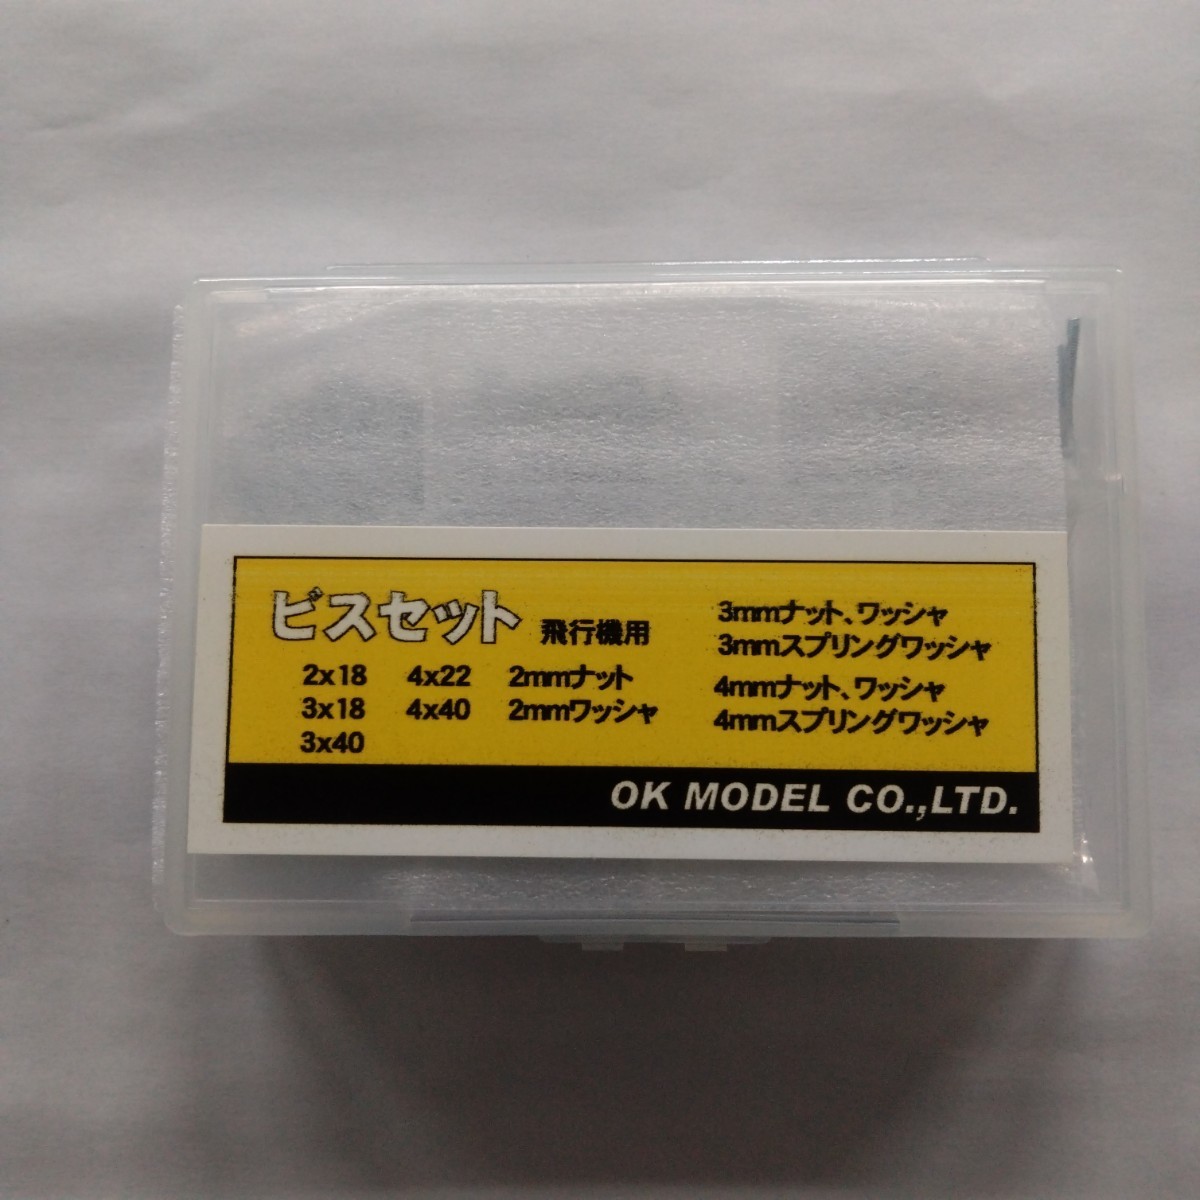 ビスセット 飛行機用
2x18 4x22 2mmナット
3x18 4x40 2mmワッシャ
3x40
3mmナット、ワッシャ
3mmスプリングワッシャ
4mmナット、ワッシャ
4mmスプリングワッシャ
OK MODEL CO.,LTD.